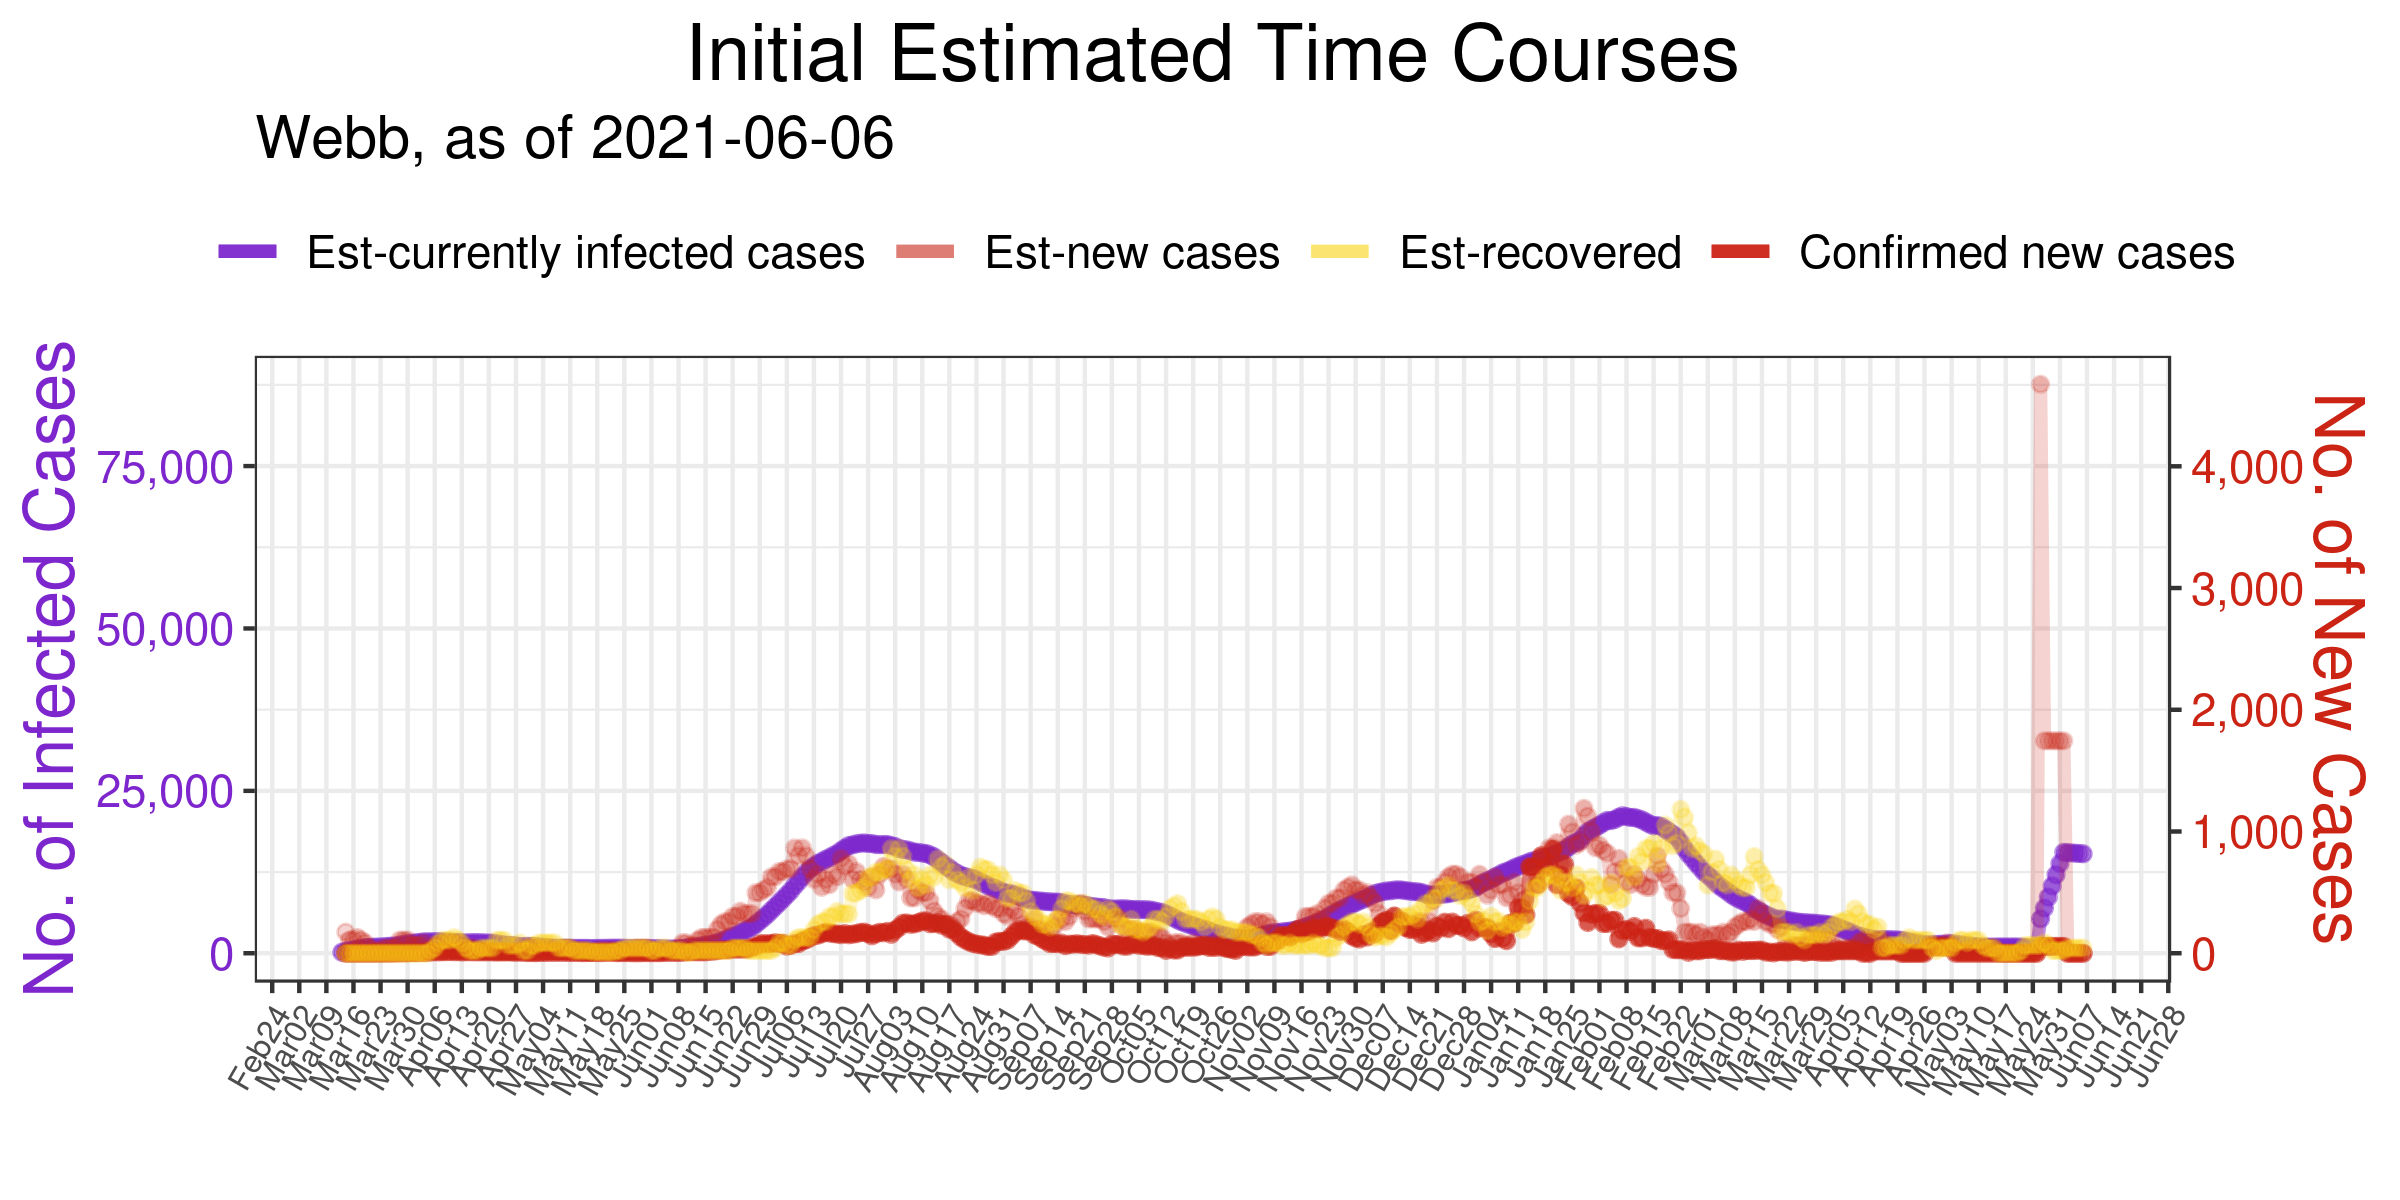 Initial Estimated Time Courses
Webb, as of 2021-06-06
Est-currently infected cases Est-new cases Est-recovered Confirmed new cases
No. of Infected Cases
75,000
50,000
25,000
0
4,000
3,000
2,000
1,000
0
No. of New Cases
Feb24
Mar02
Mar09
Mar16
Mar23
Mar30
Apr06
Apr13
Apr20
Apr27
May04
May11
May18
May25
Jun01
Jun08
Jun15
Jun22
Jun29
Jul06
Jul13
Jul20
Jul27
Aug03
Aug10
Aug17
Aug24
Aug31
Sep07
Sep14
Sep21
Sep28
Oct05
Oct12
Oct19
Oct26
Nov02
Nov09
Nov16
Nov23
Nov30
Dec07
Dec14
Dec21
Dec28
Jan04
Jan11
Jan18
Jan25
Feb01
Feb08
Feb15
Feb22
Mar01
Mar08
Mar15
Mar22
Mar29
Apr05
Apr12
Apr19
Apr26
May03
May10
May17
May24
May31
Jun07
Jun14
Jun21
Jun28